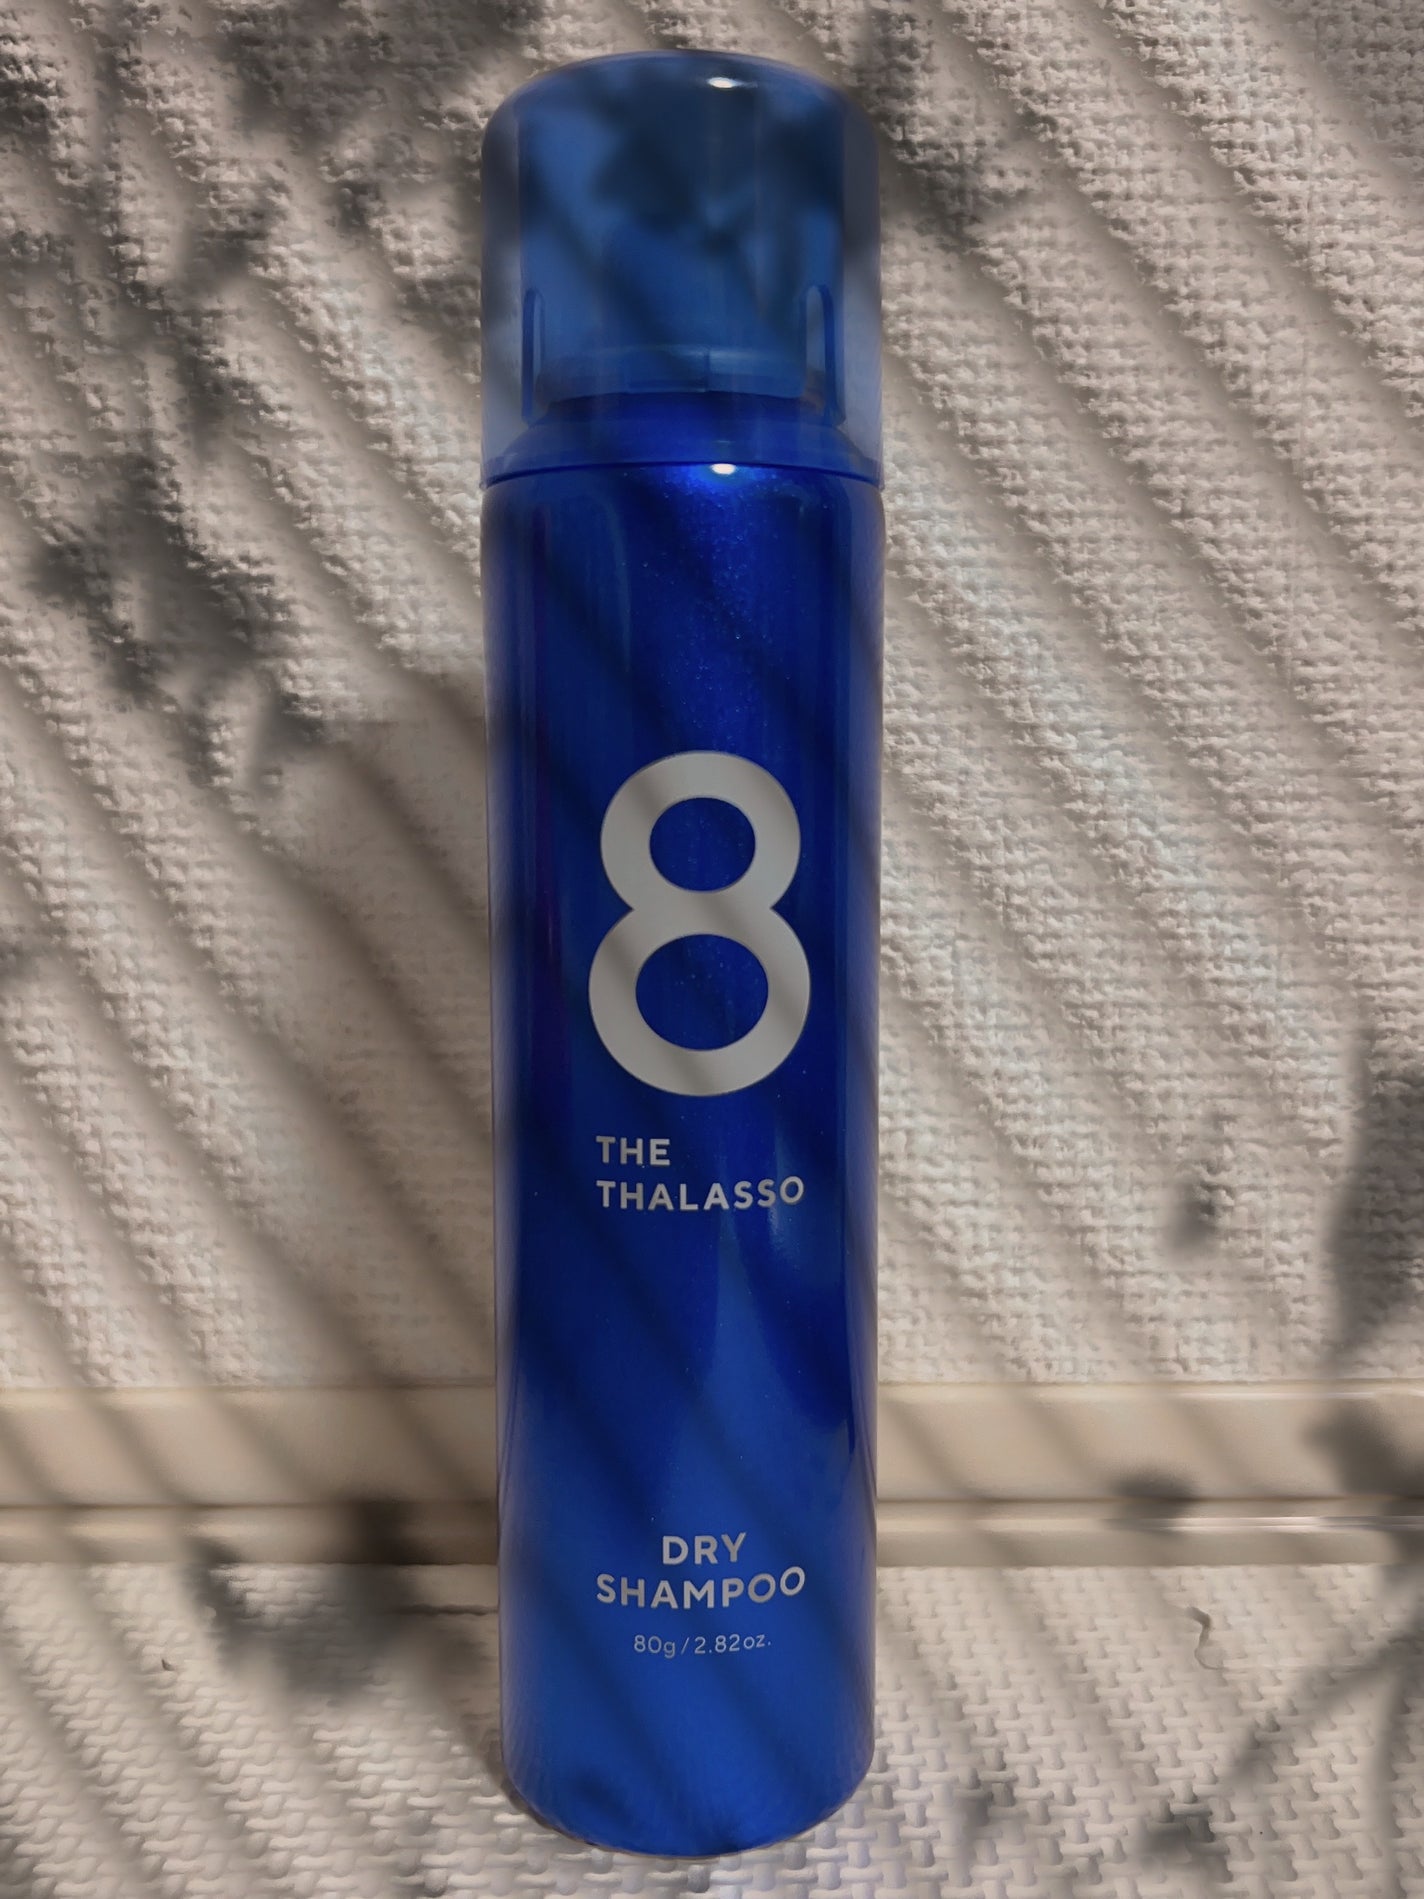 8
THE
THALASSO
DRY
SHAMPOO
80g/2.82oz.